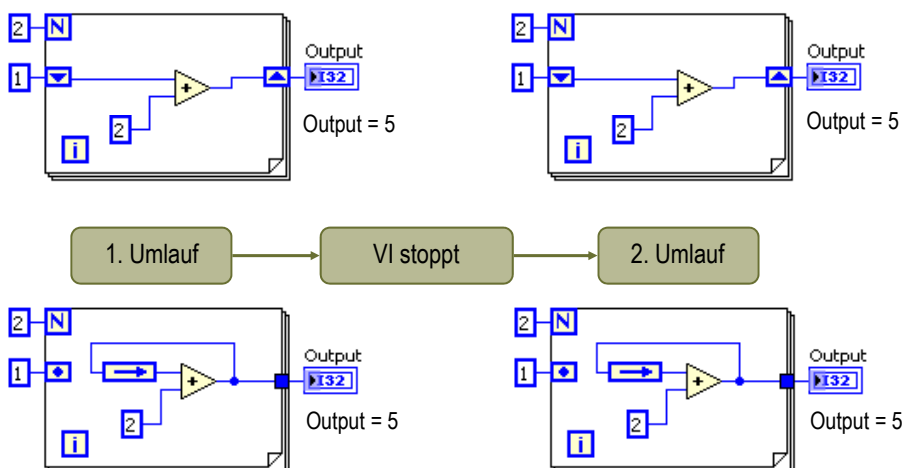 2 N
Output
1 + I32
2
i
Output = 5
2 N
Output
1 + I32
2
i
Output = 5
1. Umlauf
VI stoppt
2. Umlauf
2 N
Output
1 + I32
2
i
Output = 5
2 N
Output
1 + I32
2
i
Output = 5